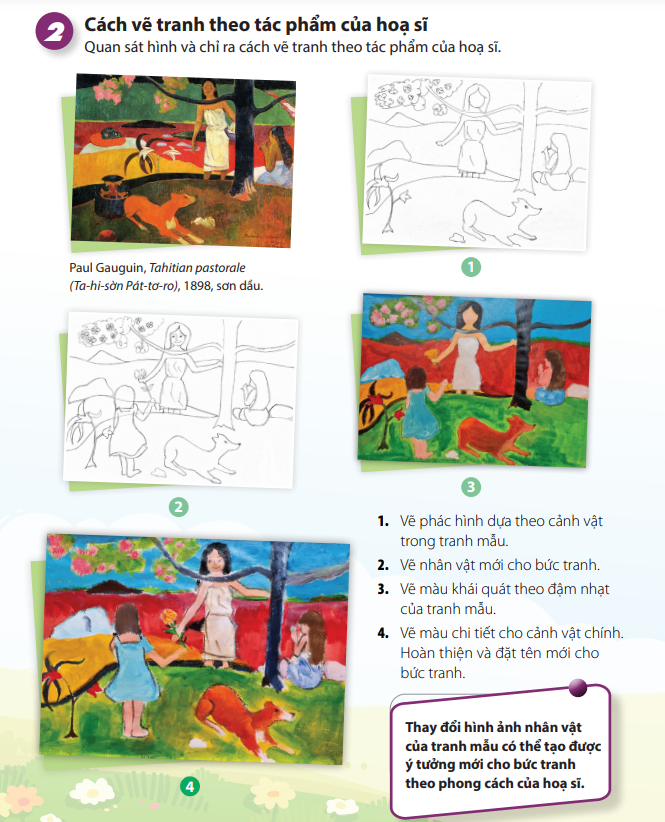 2
Cách vẽ tranh theo tác phẩm của hoạ sĩ
Quan sát hình và chỉ ra cách vẽ tranh theo tác phẩm của hoạ sĩ.
Paul Gauguin, Tahitian pastorale
(Ta-hi-sờn Pát-tơ-ro), 1898, sơn dầu.
1
2
3
4
1. Vẽ phác hình dựa theo cảnh vật
trong tranh mẫu.
2. Vẽ nhân vật mới cho bức tranh.
3. Vẽ màu khái quát theo đậm nhạt
của tranh mẫu.
4. Vẽ màu chi tiết cho cảnh vật chính.
Hoàn thiện và đặt tên mới cho
bức tranh.
Thay đổi hình ảnh nhân vật
của tranh mẫu có thể tạo được
ý tưởng mới cho bức tranh
theo phong cách của hoạ sĩ.